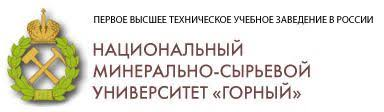 ПЕРВОЕ ВЫСШЕЕ ТЕХНИЧЕСКОЕ УЧЕБНОЕ ЗАВЕДЕНИЕ В РОССИИ
НАЦИОНАЛЬНЫЙ
МИНЕРАЛЬНО-СЫРЬЕВОЙ
УНИВЕРСИТЕТ «ГОРНЫЙ»